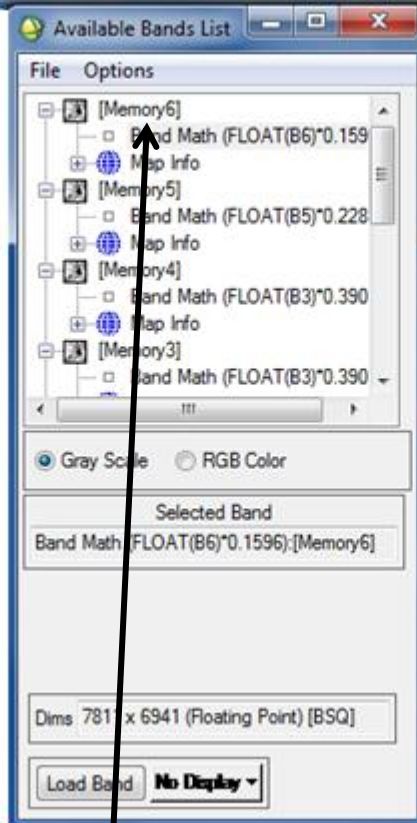 Available Bands List
File Options
[Memory6]
Band Math (FLOAT(B6)*0.159
Map Info
[Memory5]
Band Math (FLOAT(B5)*0.228
Map Info
[Memory4]
Band Math (FLOAT(B3)*0.390
Map Info
[Memory3]
Band Math (FLOAT(B3)*0.390
Gray Scale RGB Color
Selected Band
Band Math (FLOAT(B6)*0.1596):[Memory6]
Dims 7811 x 6941 (Floating Point) [BSQ]
Load Band No Display